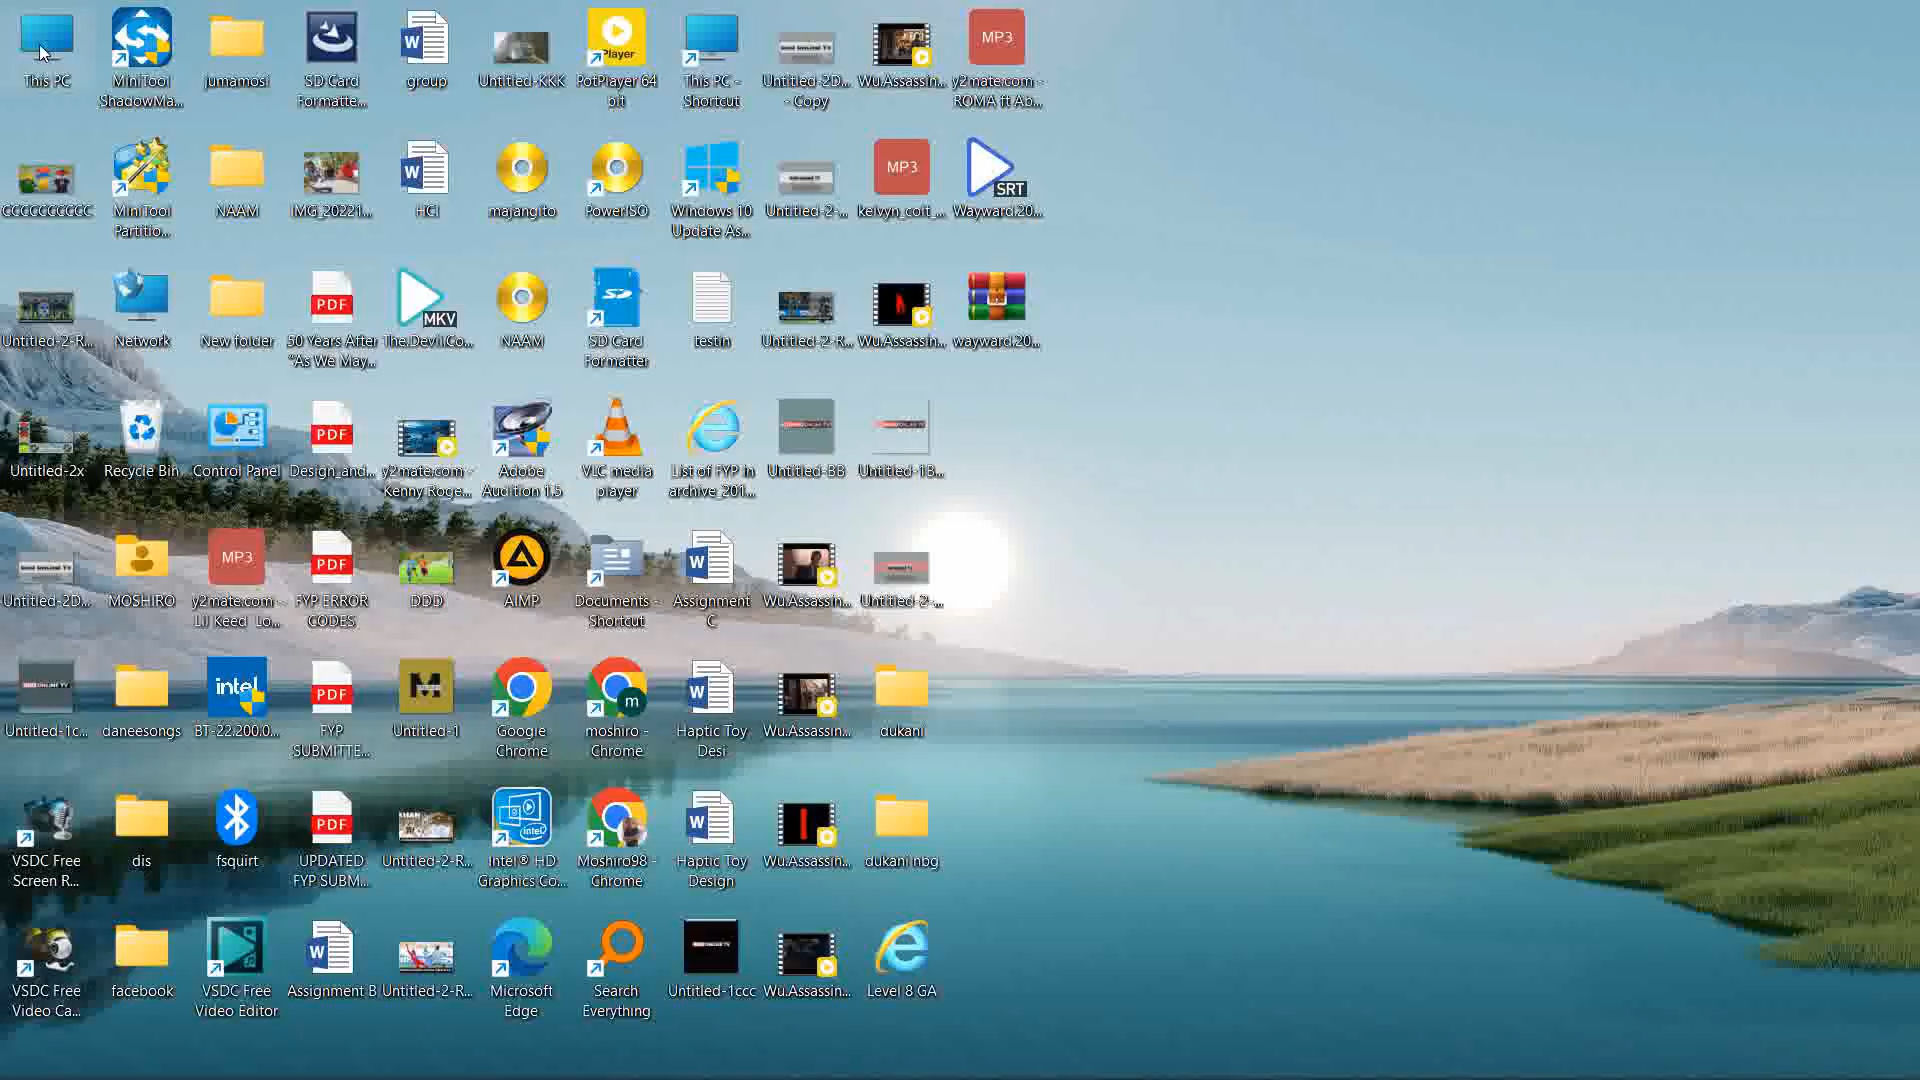 This PC
MiniTool
ShadowMa...
jumamosi
SD Card
Formatte...
group
Untitled-KKK
Player
PotPlayer 64
bit
This PC -
Shortcut
Untitled-2D...
- Copy
Wu.Assassin...
MP3
y2mate.com -
ROMA ft Ab...
CCCCCCCCCC
MiniTool
Partitio...
NAAM
IMG_20221...
HCI
majangito
PowerISO
Windows 10
Update As...
Untitled-2-...
MP3
kelvyn_colt_...
SRT
Wayward.20...
Untitled-2-R...
Network
New folder
PDF
50 Years After
"As We May...
MKV
The.Devil.Co...
NAAM
SD Card
Formatter
testin
Untitled-2-R...
Wu.Assassin...
wayward.20...
Untitled-2x
Recycle Bin
Control Panel
PDF
Design_and...
y2mate.com -
Kenny Roge...
Adobe
Audition 1.5
VLC media
player
List of FYP in
archive_201...
Untitled-BB
Untitled-1B...
Untitled-2D...
MOSHIRO
MP3
y2mate.com -
Lil Keed Lo...
PDF
FYP ERROR
CODES
DDD
AIMP
Documents -
Shortcut
Assignment
C
Wu.Assassin...
Untitled-2-...
Untitled-1c...
daneesongs
intel
BT-22.200.0...
PDF
FYP
SUBMITTE...
Untitled-1
Google
Chrome
m
moshiro -
Chrome
Haptic Toy
Desi
Wu.Assassin...
dukani
VSDC Free
Screen R...
dis
fsquirt
PDF
UPDATED
FYP SUBM...
Untitled-2-R...
intel
Intel® HD
Graphics Co...
Moshiro98 -
Chrome
Haptic Toy
Design
Wu.Assassin...
dukani nbg
VSDC Free
Video Ca...
facebook
VSDC Free
Video Editor
Assignment B
Untitled-2-R...
Microsoft
Edge
Search
Everything
Untitled-1ccc
Wu.Assassin...
Level 8 GA